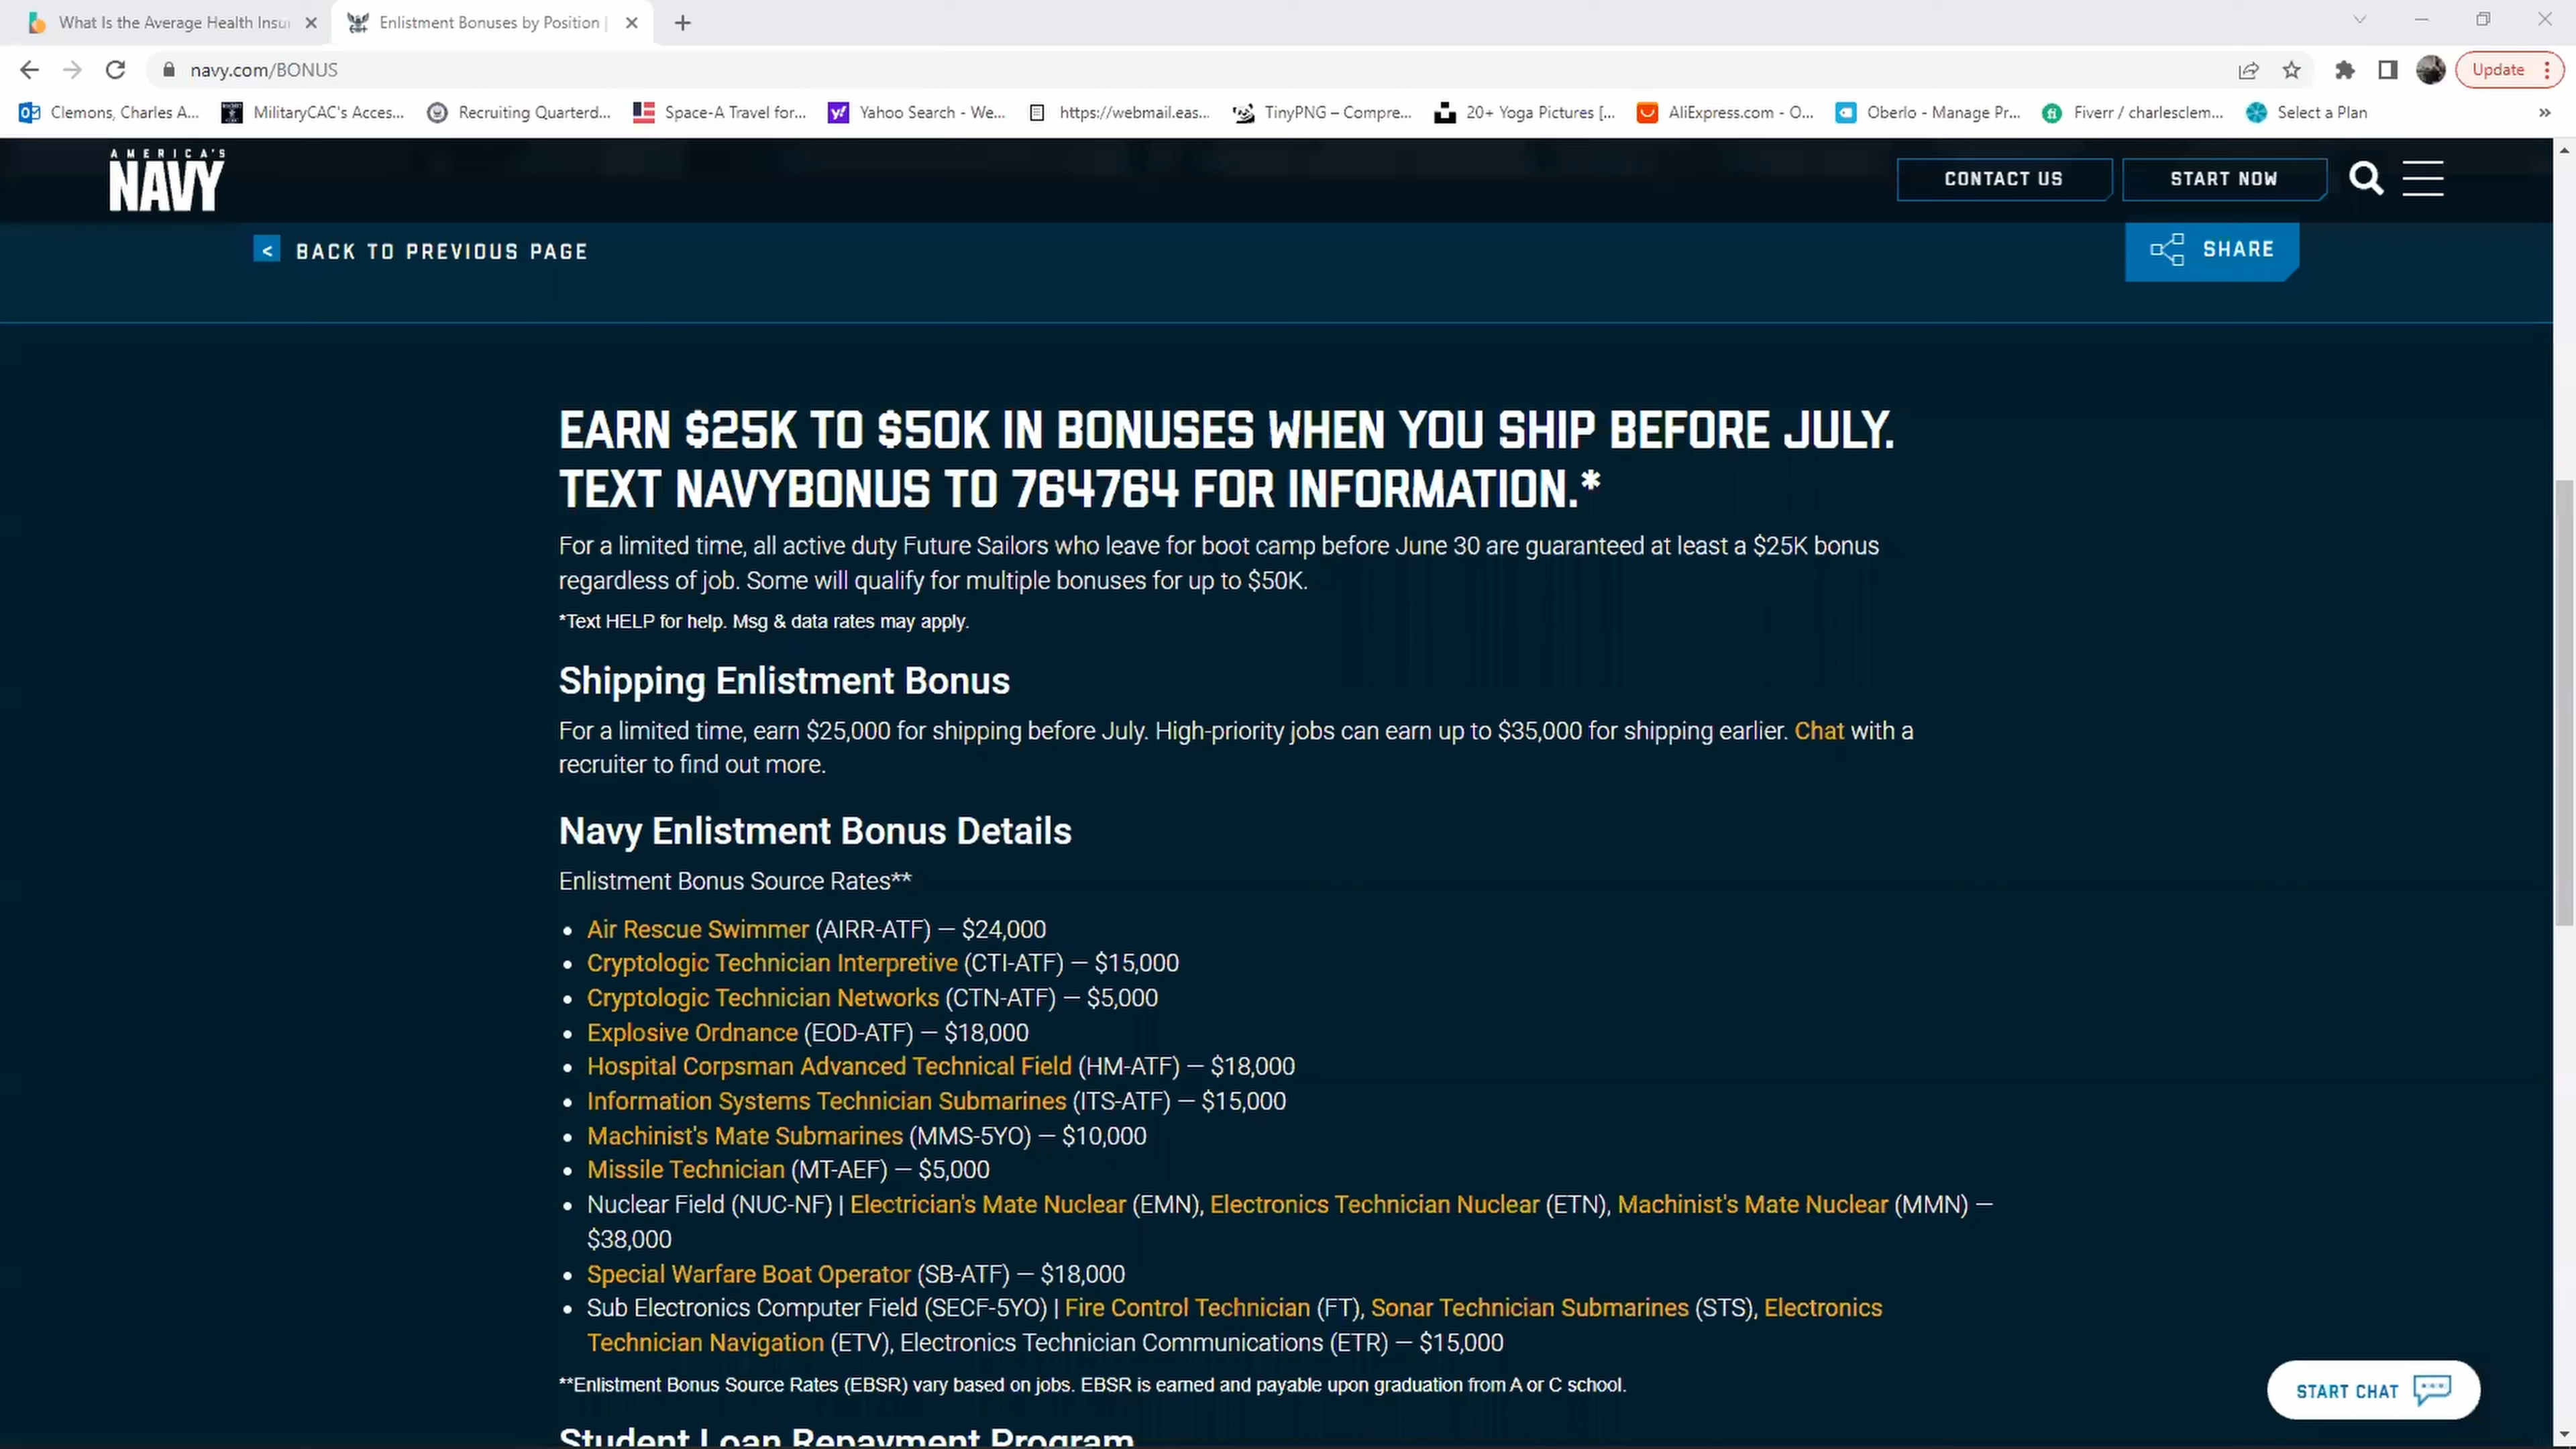 What Is the Average Health Insu
Enlistment Bonuses by Position |
navy.com/BONUS
Update
Clemons, Charles A...
MilitaryCAC's Acces...
Recruiting Quarterd...
Space-A Travel for...
Yahoo Search - We...
https://webmail.eas...
TinyPNG – Compre...
20+ Yoga Pictures [...
AliExpress.com - O...
Oberlo - Manage Pr...
Fiverr / charlesclem...
Select a Plan
AMERICA'S
NAVY
CONTACT US
START NOW
< BACK TO PREVIOUS PAGE
SHARE
EARN $25K TO $50K IN BONUSES WHEN YOU SHIP BEFORE JULY.
TEXT NAVYBONUS TO 764764 FOR INFORMATION.*
For a limited time, all active duty Future Sailors who leave for boot camp before June 30 are guaranteed at least a $25K bonus
regardless of job. Some will qualify for multiple bonuses for up to $50K.
*Text HELP for help. Msg & data rates may apply.
Shipping Enlistment Bonus
For a limited time, earn $25,000 for shipping before July. High-priority jobs can earn up to $35,000 for shipping earlier. Chat with a
recruiter to find out more.
Navy Enlistment Bonus Details
Enlistment Bonus Source Rates**
• Air Rescue Swimmer (AIRR-ATF) — $24,000
• Cryptologic Technician Interpretive (CTI-ATF) — $15,000
• Cryptologic Technician Networks (CTN-ATF) — $5,000
• Explosive Ordnance (EOD-ATF) — $18,000
• Hospital Corpsman Advanced Technical Field (HM-ATF) — $18,000
• Information Systems Technician Submarines (ITS-ATF) — $15,000
• Machinist's Mate Submarines (MMS-5YO) — $10,000
• Missile Technician (MT-AEF) — $5,000
• Nuclear Field (NUC-NF) | Electrician's Mate Nuclear (EMN), Electronics Technician Nuclear (ETN), Machinist's Mate Nuclear (MMN) —
$38,000
• Special Warfare Boat Operator (SB-ATF) — $18,000
• Sub Electronics Computer Field (SECF-5YO) | Fire Control Technician (FT), Sonar Technician Submarines (STS), Electronics
Technician Navigation (ETV), Electronics Technician Communications (ETR) — $15,000
**Enlistment Bonus Source Rates (EBSR) vary based on jobs. EBSR is earned and payable upon graduation from A or C school.
START CHAT
Student Loan Repayment Program